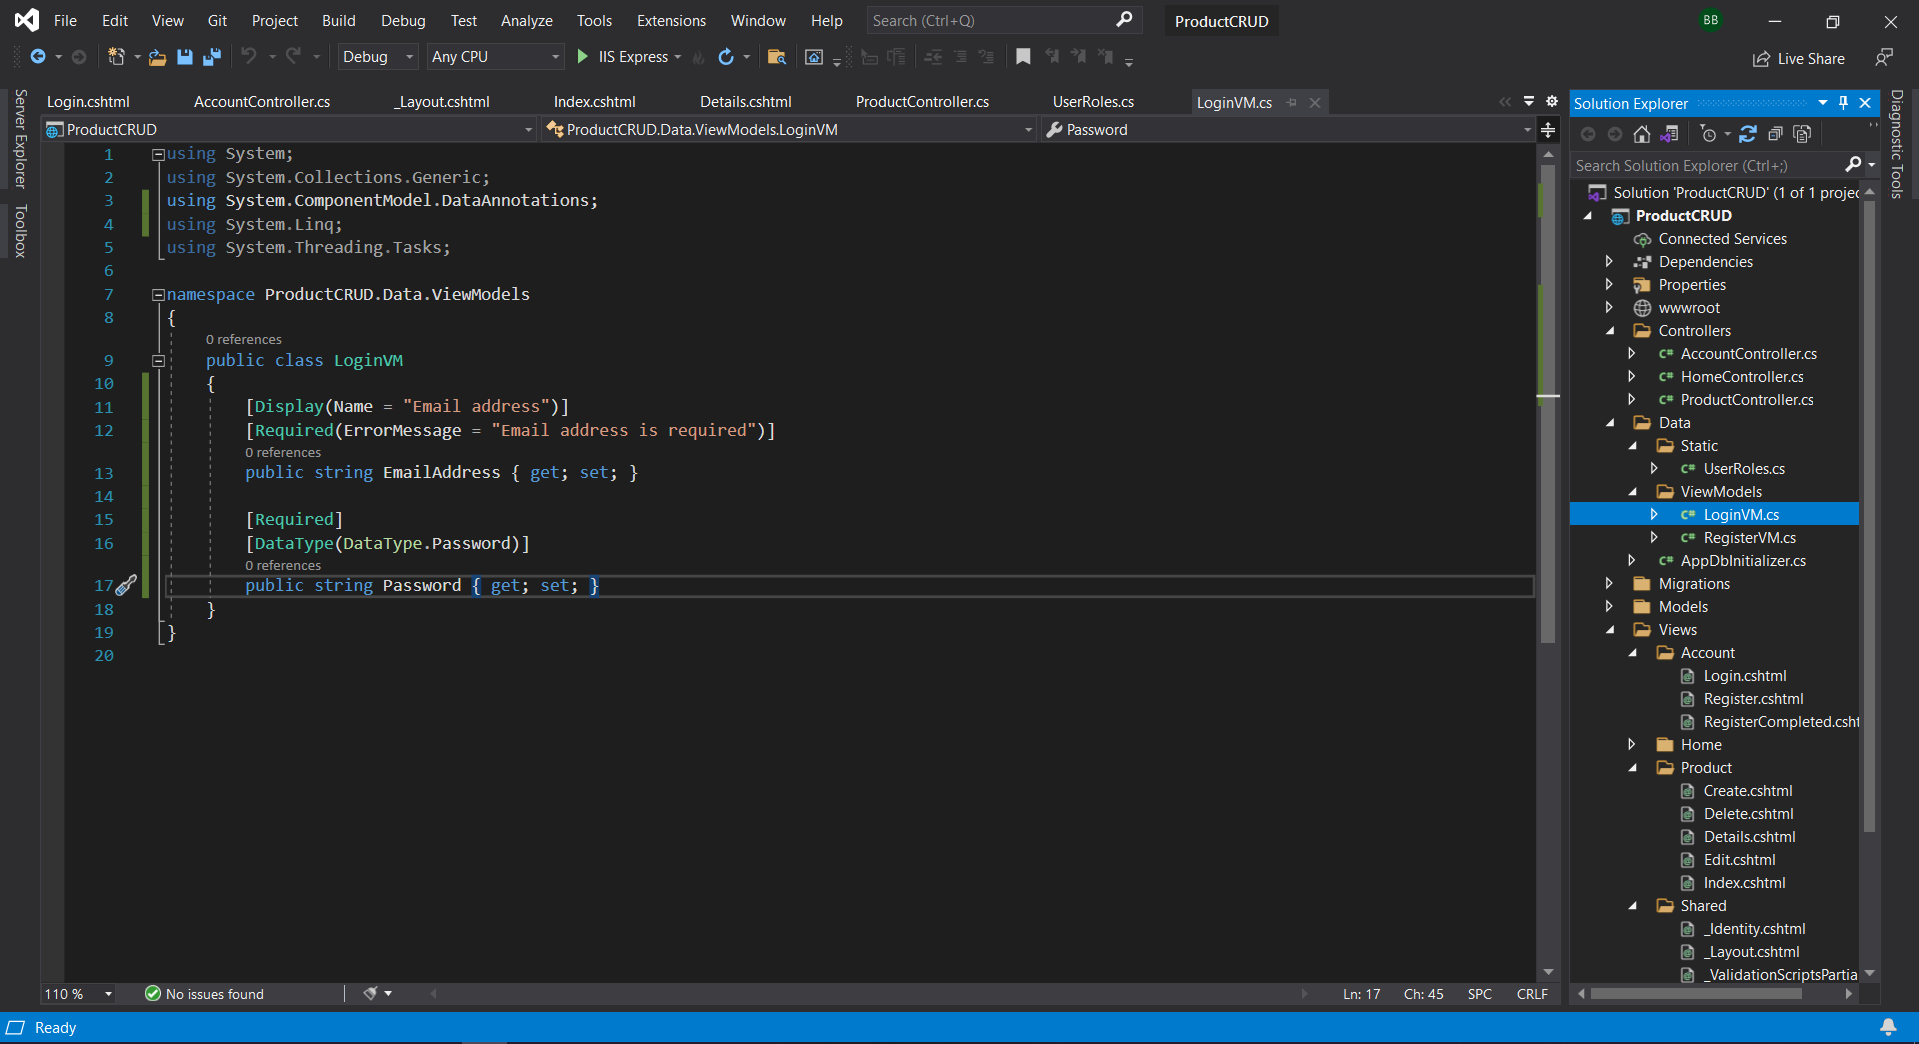 File Edit View Git Project Build Debug Test Analyze Tools Extensions Window Help Search (Ctrl+Q) ProductCRUD BB
Debug Any CPU IIS Express Live Share
Server Explorer
Toolbox
Login.cshtml AccountController.cs _Layout.cshtml Index.cshtml Details.cshtml ProductController.cs UserRoles.cs LoginVM.cs
ProductCRUD ProductCRUD.Data.ViewModels.LoginVM Password
1 using System;
2 using System.Collections.Generic;
3 using System.ComponentModel.DataAnnotations;
4 using System.Linq;
5 using System.Threading.Tasks;
6
7 namespace ProductCRUD.Data.ViewModels
8 {
0 references
9 public class LoginVM
10 {
11 [Display(Name = "Email address")]
12 [Required(ErrorMessage = "Email address is required")]
0 references
13 public string EmailAddress { get; set; }
14
15 [Required]
16 [DataType(DataType.Password)]
0 references
17 public string Password { get; set; }
18 }
19 }
20
110 % No issues found Ln: 17 Ch: 45 SPC CRLF
Solution Explorer
Search Solution Explorer (Ctrl+;)
Solution 'ProductCRUD' (1 of 1 projec
ProductCRUD
Connected Services
Dependencies
Properties
wwwroot
Controllers
C# AccountController.cs
C# HomeController.cs
C# ProductController.cs
Data
Static
C# UserRoles.cs
ViewModels
C# LoginVM.cs
C# RegisterVM.cs
C# AppDbInitializer.cs
Migrations
Models
Views
Account
Login.cshtml
Register.cshtml
RegisterCompleted.csht
Home
Product
Create.cshtml
Delete.cshtml
Details.cshtml
Edit.cshtml
Index.cshtml
Shared
_Identity.cshtml
_Layout.cshtml
_ValidationScriptsPartia
Diagnostic Tools
Ready